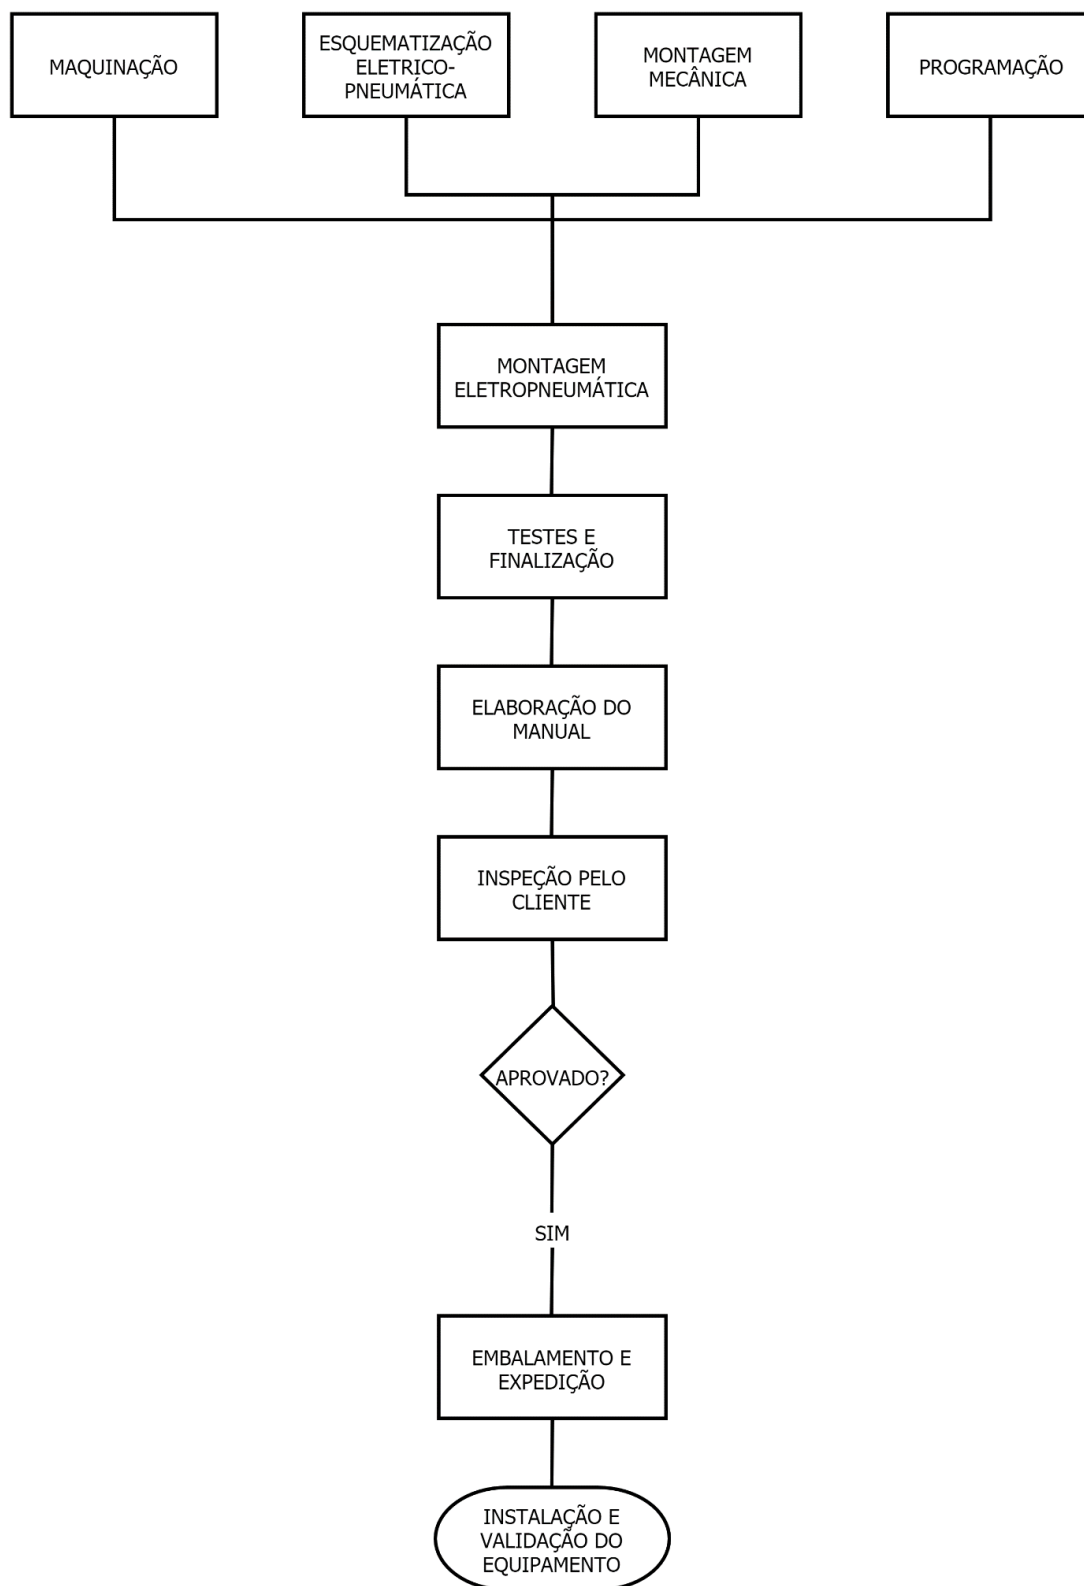 MAQUINAÇÃO
ESQUEMATIZAÇÃO
ELETRICO-
PNEUMÁTICA
MONTAGEM
MECÂNICA
PROGRAMAÇÃO
MONTAGEM
ELETROPNEUMÁTICA
TESTES E
FINALIZAÇÃO
ELABORAÇÃO DO
MANUAL
INSPEÇÃO PELO
CLIENTE
APROVADO?
SIM
EMBALAMENTO E
EXPEDIÇÃO
INSTALAÇÃO E
VALIDAÇÃO DO
EQUIPAMENTO